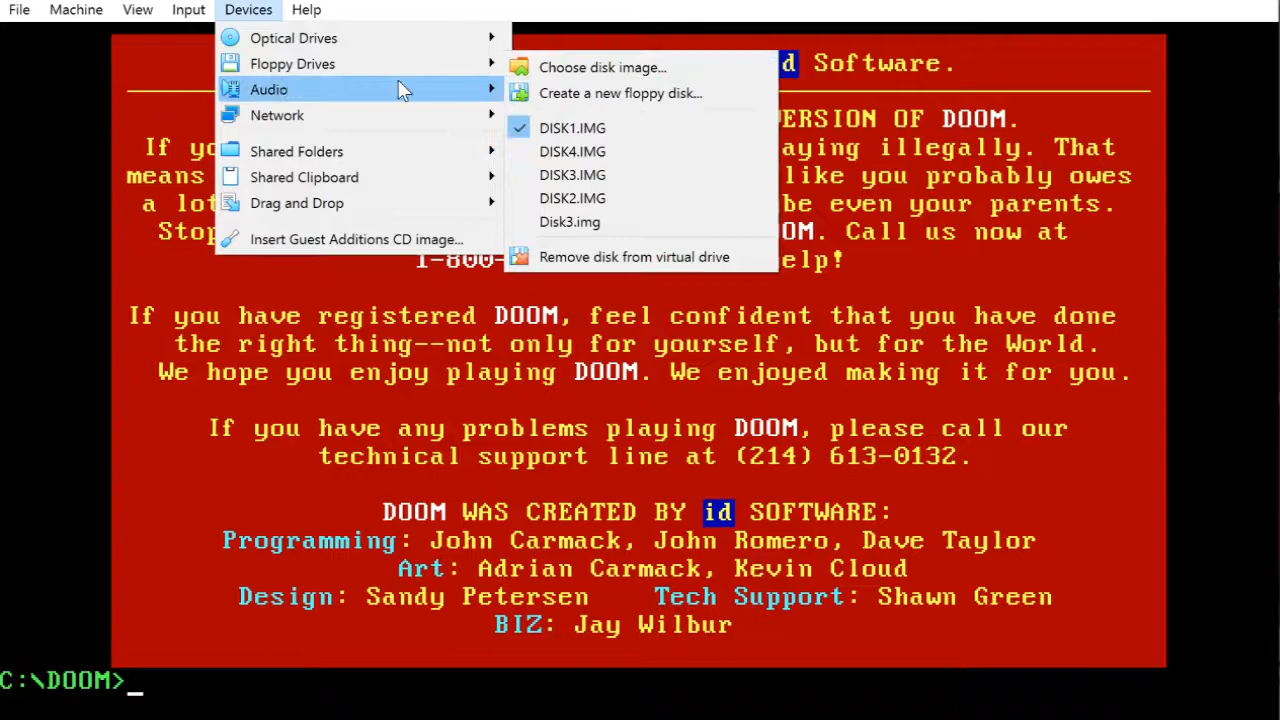 File Machine View Input Devices Help
Optical Drives
Floppy Drives
Audio
Network
Shared Folders
Shared Clipboard
Drag and Drop
Insert Guest Additions CD image...
Choose disk image...
Create a new floppy disk...
DISK1.IMG
DISK4.IMG
DISK3.IMG
DISK2.IMG
Disk3.img
Remove disk from virtual drive
d Software.
ERSION OF DOOM.
If yo aying illegally. That
means like you probably owes
a lot be even your parents.
Stop OM. Call us now at
1-800- elp!
If you have registered DOOM, feel confident that you have done
the right thing--not only for yourself, but for the World.
We hope you enjoy playing DOOM. We enjoyed making it for you.
If you have any problems playing DOOM, please call our
technical support line at (214) 613-0132.
DOOM WAS CREATED BY id SOFTWARE:
Programming: John Carmack, John Romero, Dave Taylor
Art: Adrian Carmack, Kevin Cloud
Design: Sandy Petersen Tech Support: Shawn Green
BIZ: Jay Wilbur
C:\DOOM>_